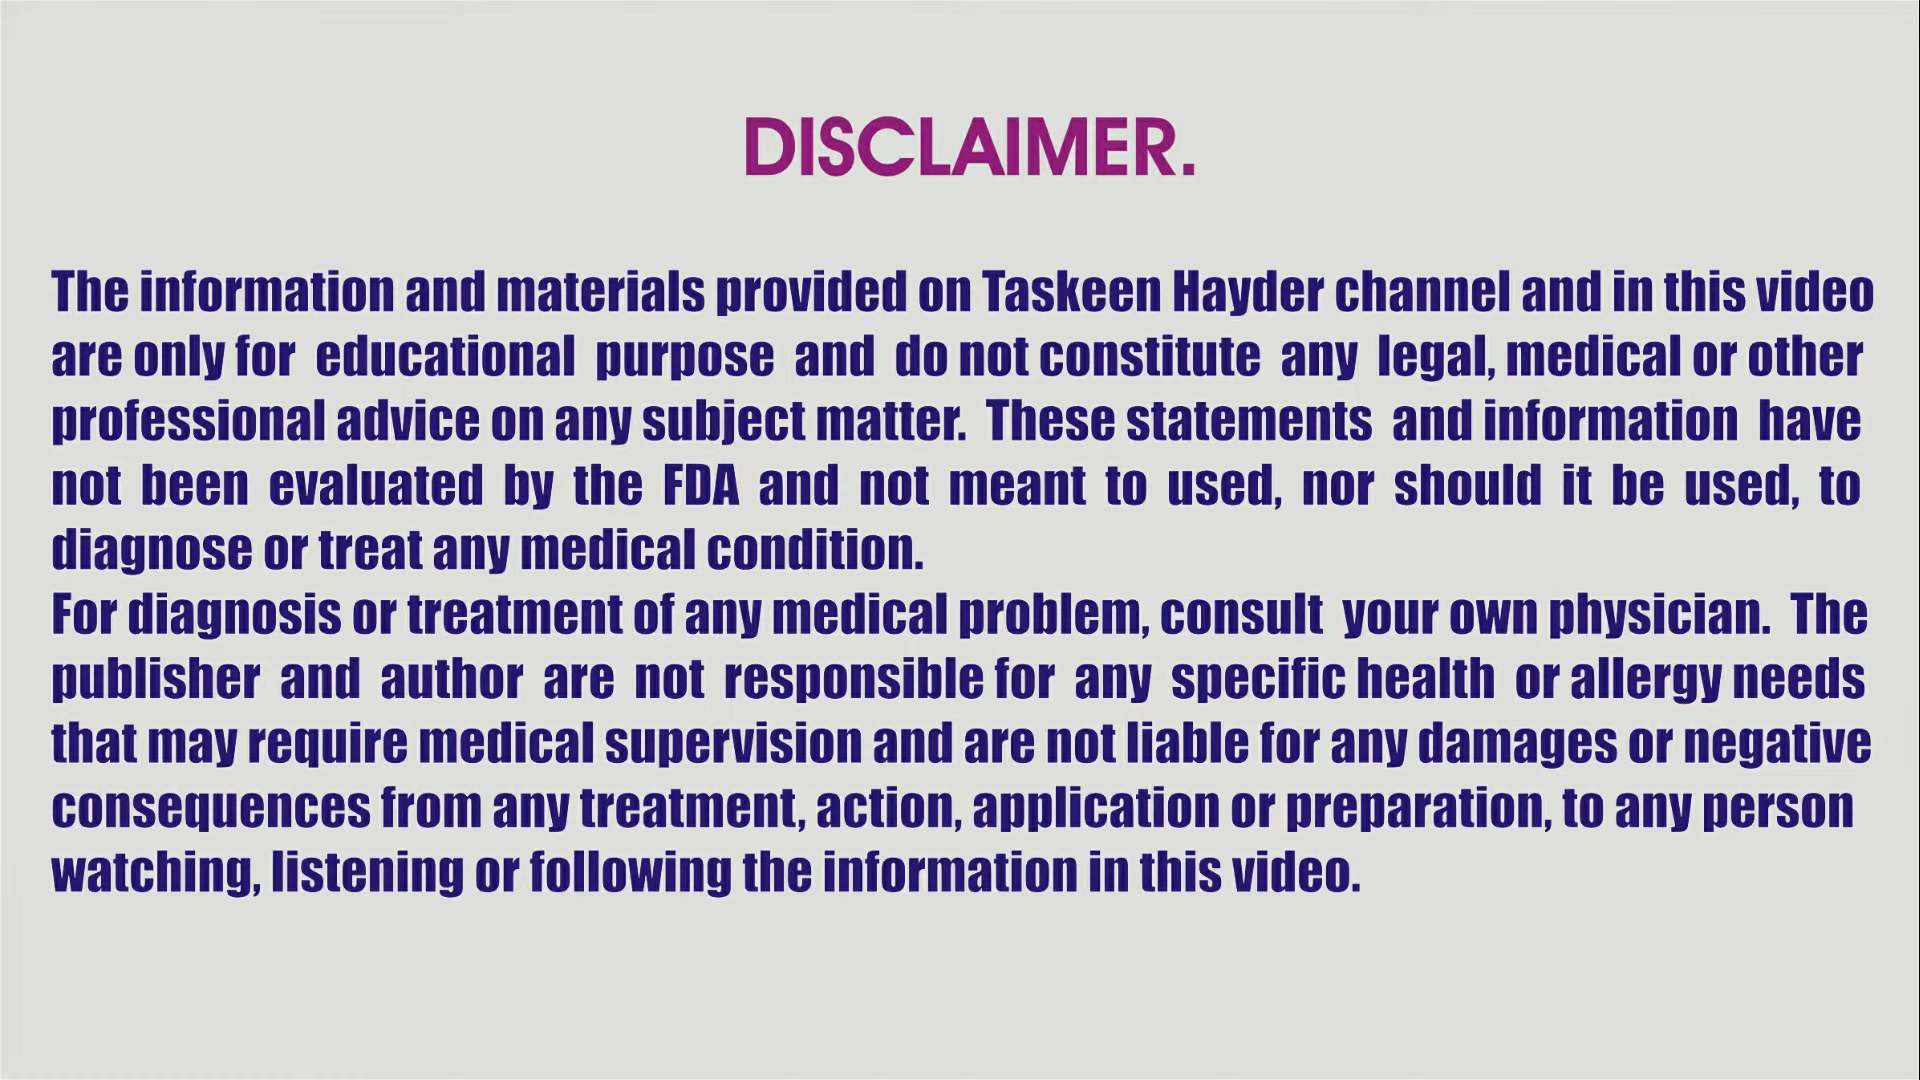 DISCLAIMER.
The information and materials provided on Taskeen Hayder channel and in this video
are only for educational purpose and do not constitute any legal, medical or other
professional advice on any subject matter. These statements and information have
not been evaluated by the FDA and not meant to used, nor should it be used, to
diagnose or treat any medical condition.
For diagnosis or treatment of any medical problem, consult your own physician. The
publisher and author are not responsible for any specific health or allergy needs
that may require medical supervision and are not liable for any damages or negative
consequences from any treatment, action, application or preparation, to any person
watching, listening or following the information in this video.